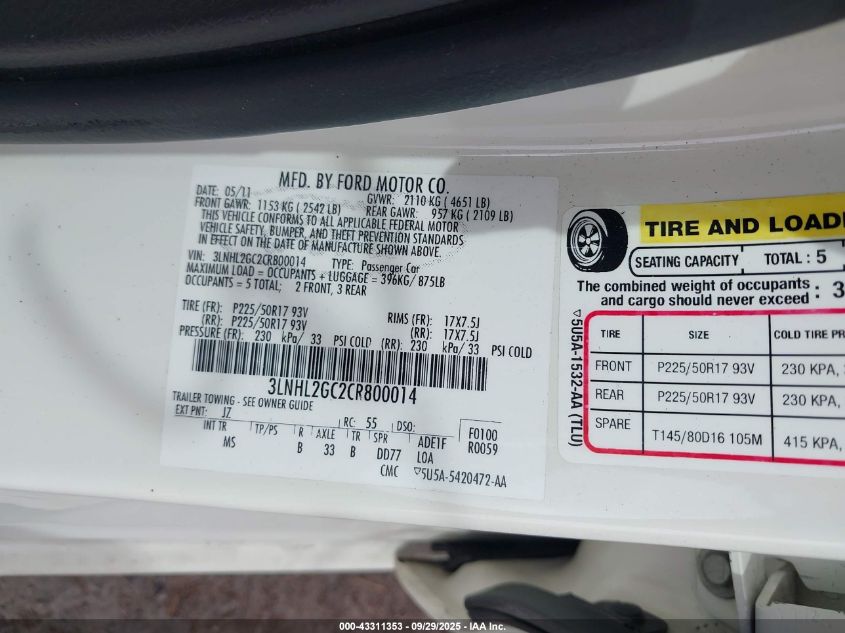 MFD. BY FORD MOTOR CO.
DATE: 05/11 GVWR: 2110 KG ( 4651 LB)
FRONT GAWR: 1153 KG ( 2542 LB) REAR GAWR: 957 KG ( 2109 LB)
THIS VEHICLE CONFORMS TO ALL APPLICABLE FEDERAL MOTOR
VEHICLE SAFETY, BUMPER, AND THEFT PREVENTION STANDARDS
IN EFFECT ON THE DATE OF MANUFACTURE SHOWN ABOVE.
VIN: 3LNHL2GC2CR800014 TYPE: Passenger Car
MAXIMUM LOAD = OCCUPANTS + LUGGAGE = 396KG/ 875LB
OCCUPANTS = 5 TOTAL; 2 FRONT, 3 REAR
TIRE (FR): P225/50R17 93V RIMS (FR): 17X7.5J
(RR): P225/50R17 93V (RR): 17X7.5J
PRESSURE (FR): 230 kPa/ 33 PSI COLD (RR): 230 kPa/ 33 PSI COLD
3LNHL2GC2CR800014
TRAILER TOWING - SEE OWNER GUIDE
EXT PNT: JZ RC: 55 DSO:
INT TR TP/PS R AXLE TR SPR ADE1F F0100
MS B 33 B DD77 LOA R0059
CMC ▽5U5A-5420472-AA
TIRE AND LOADI
SEATING CAPACITY TOTAL : 5
The combined weight of occupants
and cargo should never exceed : 3
▽5U5A-1532-AA (TLU)
TIRE SIZE COLD TIRE PR
FRONT P225/50R17 93V 230 KPA,
REAR P225/50R17 93V 230 KPA,
SPARE T145/80D16 105M 415 KPA,
000-43311353 - 09/29/2025 - IAA Inc.